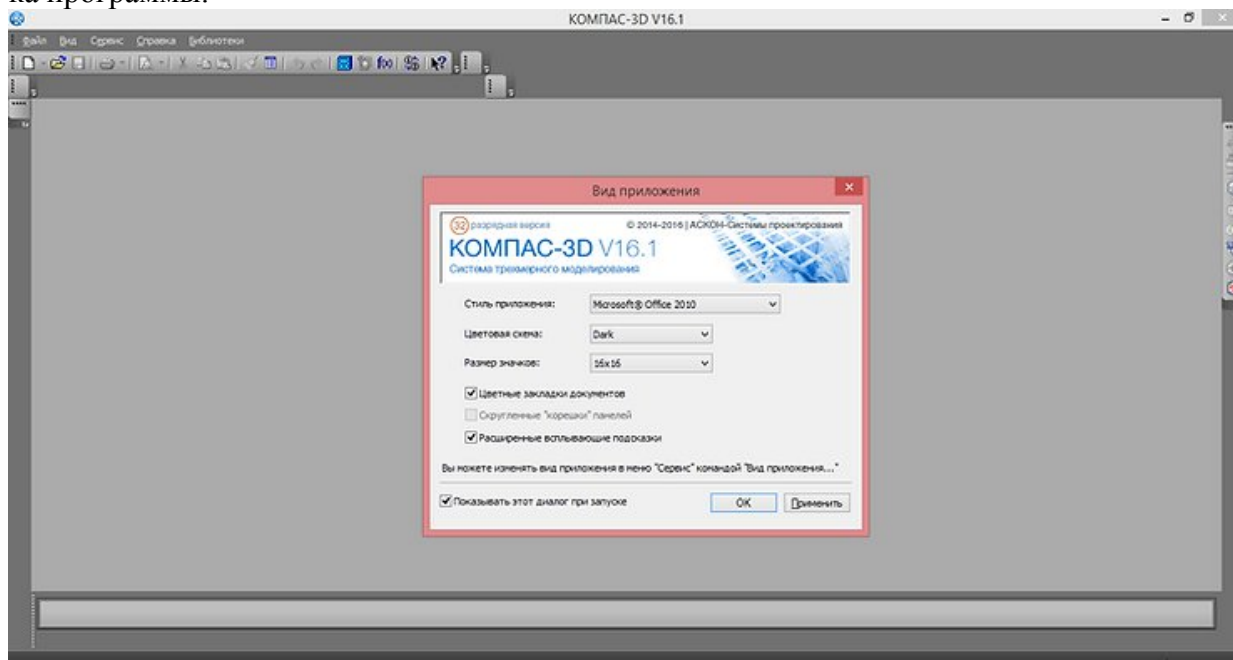 ка программы.
КОМПАС-3D V16.1
Файл Вид Сервис Справка Библиотеки
f(x)
Вид приложения
32 разрядная версия © 2014-2016 | АСКОН-Системы проектирования
КОМПАС-3D V16.1
Система трехмерного моделирования
Стиль приложения: Microsoft® Office 2010
Цветовая схема: Dark
Размер значков: 16x16
Цветные закладки документов
Скругленные "корешки" панелей
Расширенные всплывающие подсказки
Вы можете изменять вид приложения в меню "Сервис" командой "Вид приложения..."
Показывать этот диалог при запуске OK Применить